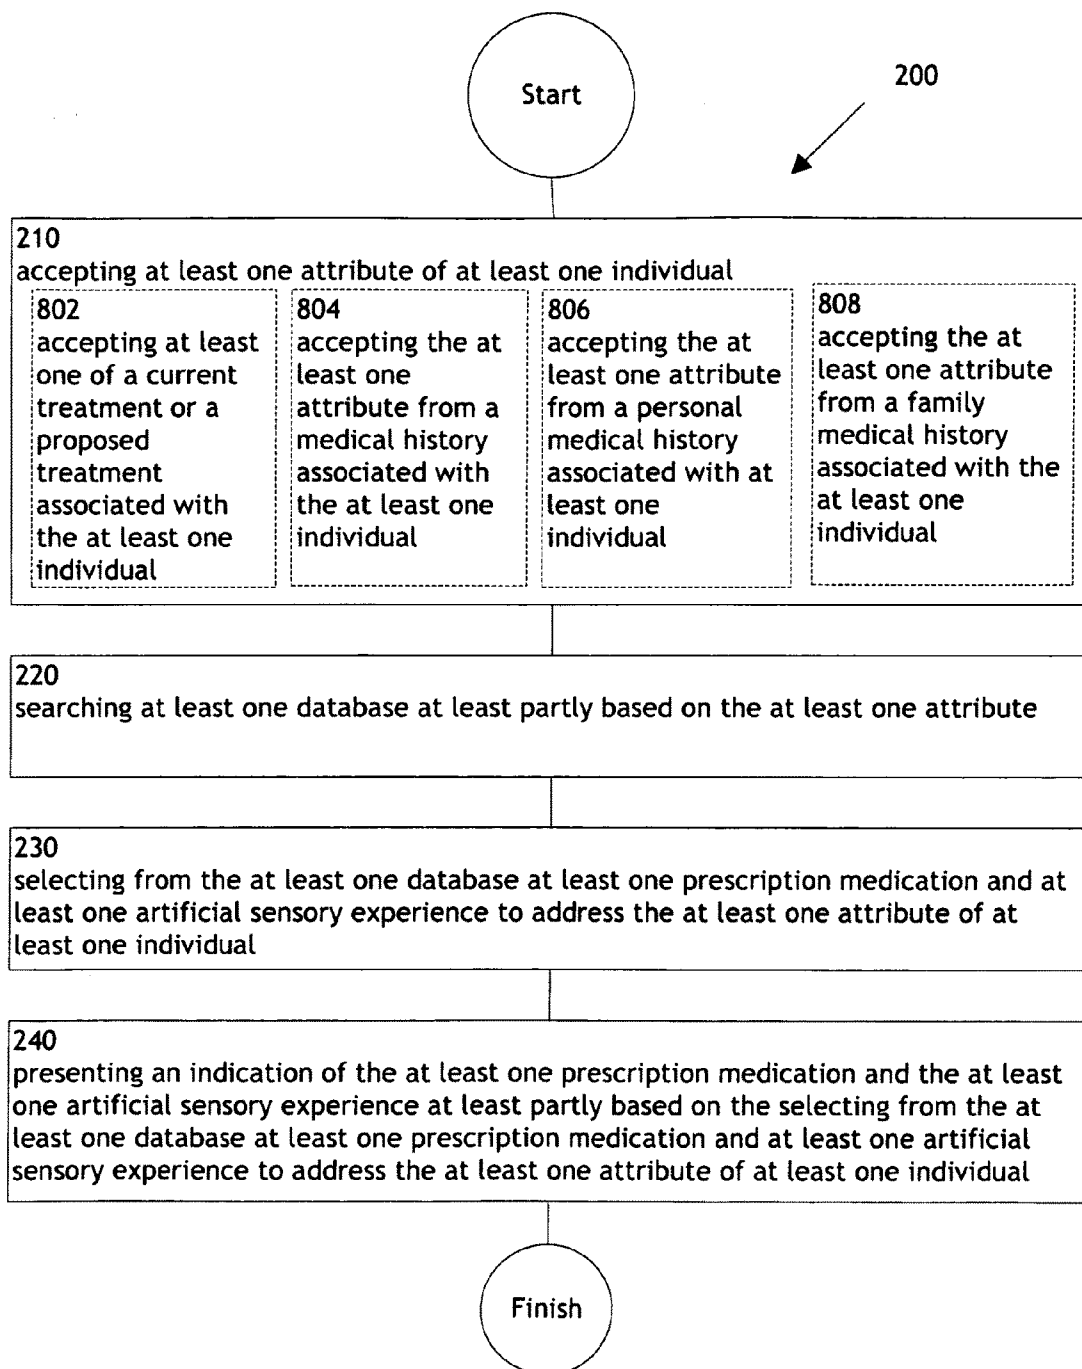 Start
200
210
accepting at least one attribute of at least one individual
802
accepting at least
one of a current
treatment or a
proposed
treatment
associated with
the at least one
individual
804
accepting the at
least one
attribute from a
medical history
associated with
the at least one
individual
806
accepting the at
least one attribute
from a personal
medical history
associated with at
least one
individual
808
accepting the at
least one attribute
from a family
medical history
associated with the
at least one
individual
220
searching at least one database at least partly based on the at least one attribute
230
selecting from the at least one database at least one prescription medication and at
least one artificial sensory experience to address the at least one attribute of at
least one individual
240
presenting an indication of the at least one prescription medication and the at least
one artificial sensory experience at least partly based on the selecting from the at
least one database at least one prescription medication and at least one artificial
sensory experience to address the at least one attribute of at least one individual
Finish